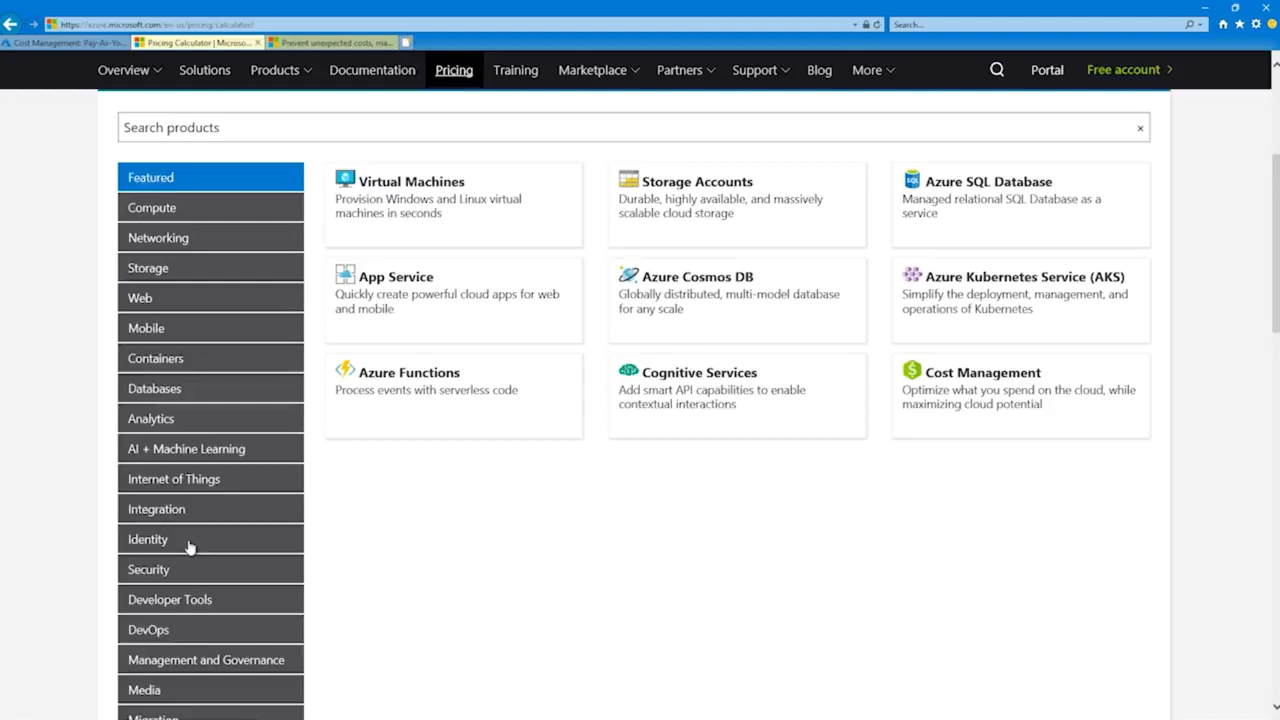 https://azure.microsoft.com/en-us/pricing/calculator/
Search...
Cost Management: Pay-As-Yo...
Pricing Calculator | Microso...
Prevent unexpected costs, ma...
Overview
Solutions
Products
Documentation
Pricing
Training
Marketplace
Partners
Support
Blog
More
Portal
Free account
Search products
Featured
Compute
Networking
Storage
Web
Mobile
Containers
Databases
Analytics
AI + Machine Learning
Internet of Things
Integration
Identity
Security
Developer Tools
DevOps
Management and Governance
Media
Migration
Virtual Machines
Provision Windows and Linux virtual
machines in seconds
Storage Accounts
Durable, highly available, and massively
scalable cloud storage
SQL
Azure SQL Database
Managed relational SQL Database as a
service
App Service
Quickly create powerful cloud apps for web
and mobile
Azure Cosmos DB
Globally distributed, multi-model database
for any scale
Azure Kubernetes Service (AKS)
Simplify the deployment, management, and
operations of Kubernetes
Azure Functions
Process events with serverless code
Cognitive Services
Add smart API capabilities to enable
contextual interactions
Cost Management
Optimize what you spend on the cloud, while
maximizing cloud potential